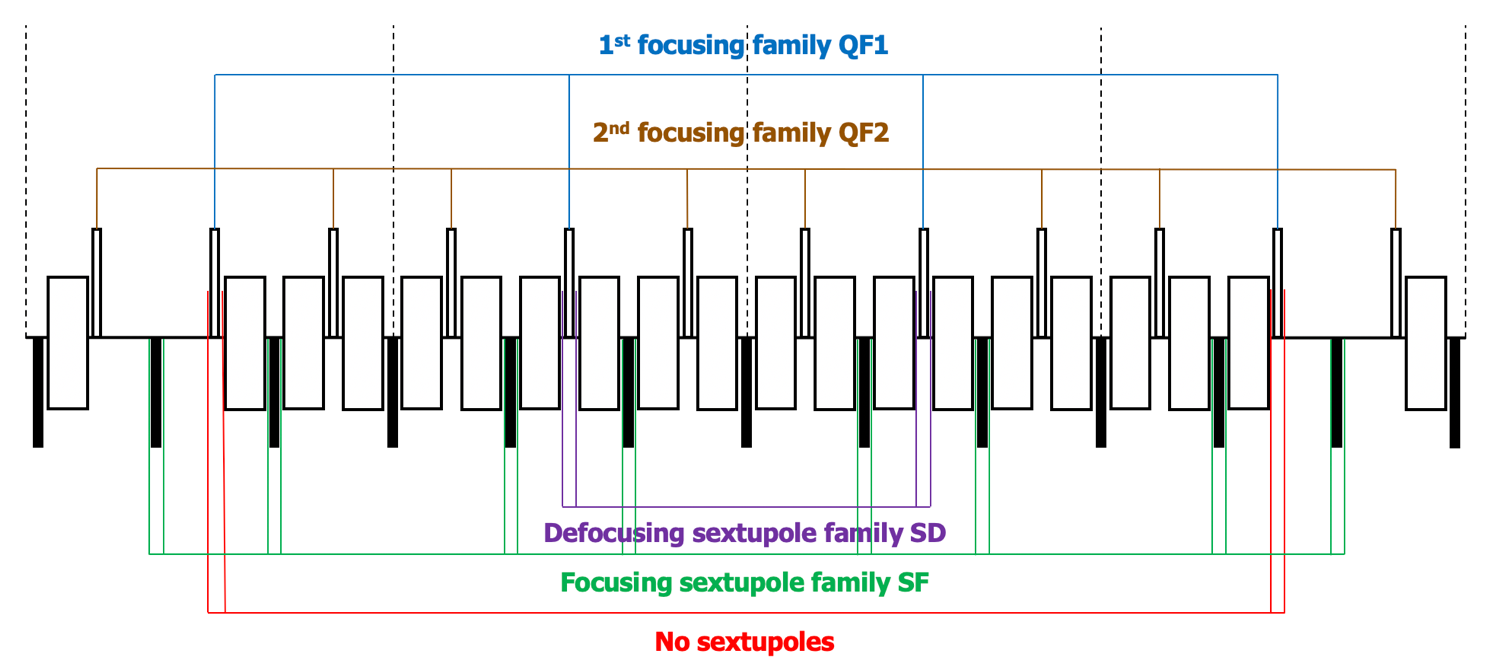 1st focusing family QF1
2nd focusing family QF2
Defocusing sextupole family SD
Focusing sextupole family SF
No sextupoles